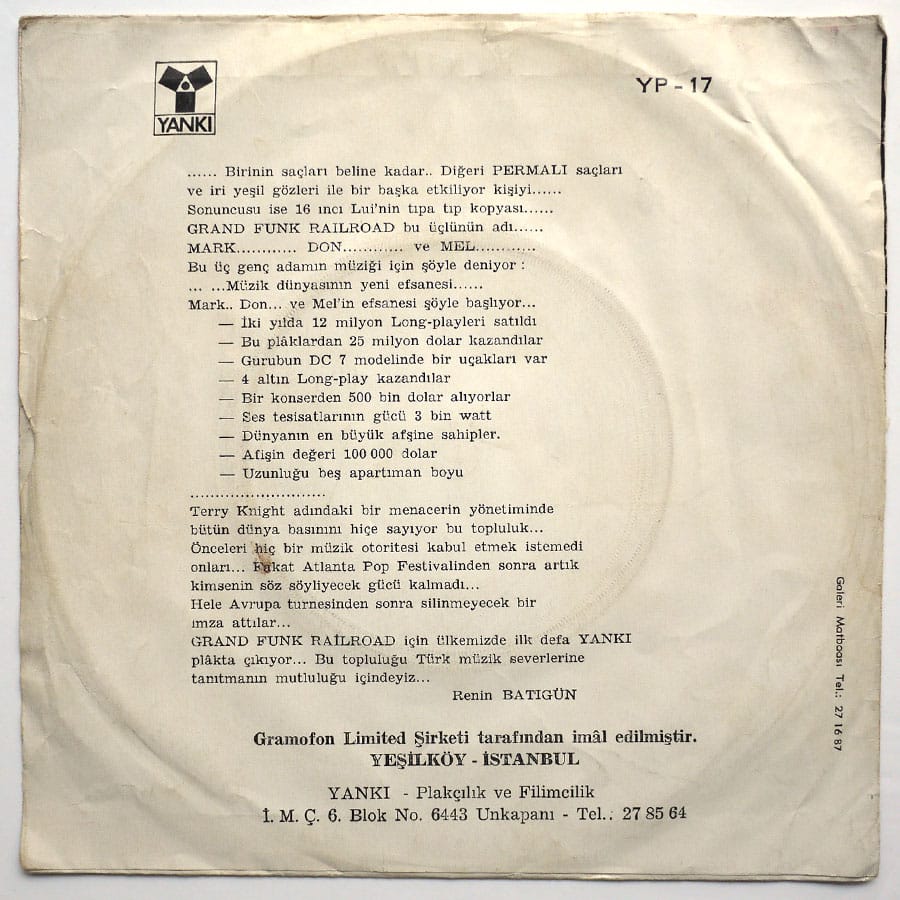 YANKI
YP - 17
...... Birinin saçları beline kadar.. Diğeri PERMALI saçları
ve iri yeşil gözleri ile bir başka etkiliyor kişiyi......
Sonuncusu ise 16 ıncı Lui'nin tıpa tıp kopyası......
GRAND FUNK RAILROAD bu üçlünün adı......
MARK............ DON............ ve MEL............
Bu üç genç adamın müziği için şöyle deniyor :
... ...Müzik dünyasının yeni efsanesi......
Mark.. Don... ve Mel'in efsanesi şöyle başlıyor...
— İki yılda 12 milyon Long-playleri satıldı
— Bu plâklardan 25 milyon dolar kazandılar
— Gurubun DC 7 modelinde bir uçakları var
— 4 altın Long-play kazandılar
— Bir konserden 500 bin dolar alıyorlar
— Ses tesisatlarının gücü 3 bin watt
— Dünyanın en büyük afşine sahipler.
— Afişin değeri 100 000 dolar
— Uzunluğu beş apartıman boyu
.........................
Terry Knight adındaki bir menacerin yönetiminde
bütün dünya basınını hiçe sayıyor bu topluluk...
Önceleri hiç bir müzik otoritesi kabul etmek istemedi
onları... Fakat Atlanta Pop Festivalinden sonra artık
kimsenin söz söyliyecek gücü kalmadı...
Hele Avrupa turnesinden sonra silinmeyecek bir
imza attılar...
GRAND FUNK RAİLROAD için ülkemizde ilk defa YANKI
plâkta çıkıyor... Bu topluluğu Türk müzik severlerine
tanıtmanın mutluluğu içindeyiz...
Renin BATIGÜN
Gramofon Limited Şirketi tarafından imâl edilmiştir.
YEŞİLKÖY - İSTANBUL
YANKI - Plakçılık ve Filimcilik
İ. M. Ç. 6. Blok No. 6443 Unkapanı - Tel.: 27 85 64
Galeri Matbaası Tel.: 27 16 87